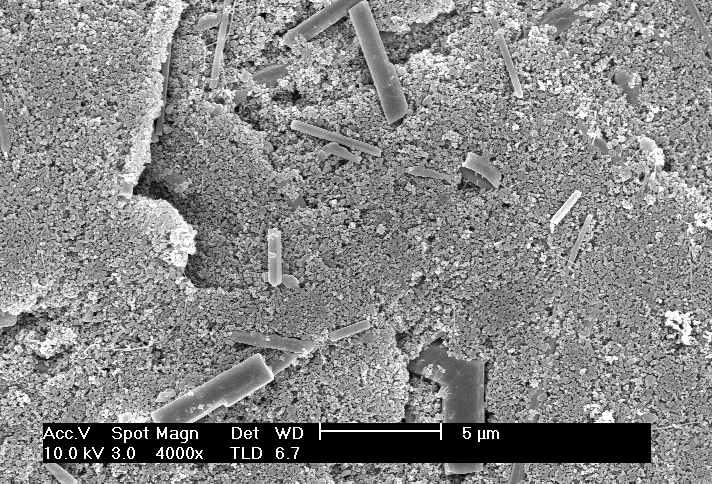 Acc.V Spot Magn Det WD 5 µm
10.0 kV 3.0 4000x TLD 6.7